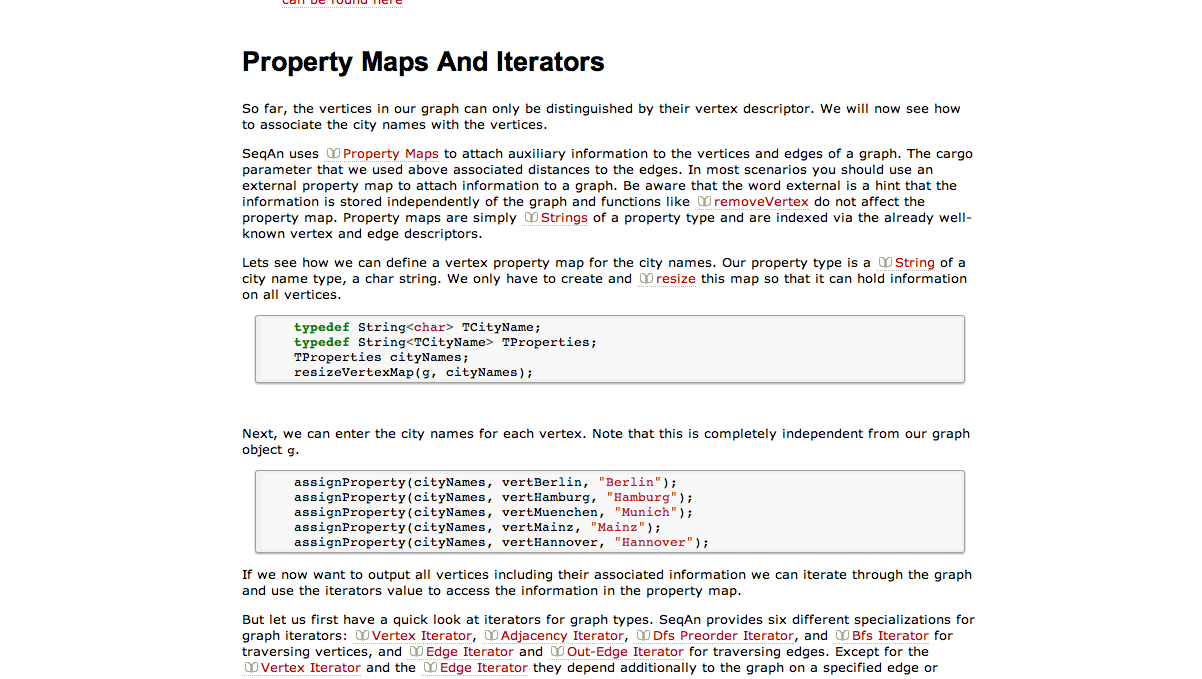 can be found here
Property Maps And Iterators
So far, the vertices in our graph can only be distinguished by their vertex descriptor. We will now see how
to associate the city names with the vertices.
SeqAn uses Property Maps to attach auxiliary information to the vertices and edges of a graph. The cargo
parameter that we used above associated distances to the edges. In most scenarios you should use an
external property map to attach information to a graph. Be aware that the word external is a hint that the
information is stored independently of the graph and functions like removeVertex do not affect the
property map. Property maps are simply Strings of a property type and are indexed via the already well-
known vertex and edge descriptors.
Lets see how we can define a vertex property map for the city names. Our property type is a String of a
city name type, a char string. We only have to create and resize this map so that it can hold information
on all vertices.
typedef String<char> TCityName;
typedef String<TCityName> TProperties;
TProperties cityNames;
resizeVertexMap(g, cityNames);
Next, we can enter the city names for each vertex. Note that this is completely independent from our graph
object g.
assignProperty(cityNames, vertBerlin, "Berlin");
assignProperty(cityNames, vertHamburg, "Hamburg");
assignProperty(cityNames, vertMuenchen, "Munich");
assignProperty(cityNames, vertMainz, "Mainz");
assignProperty(cityNames, vertHannover, "Hannover");
If we now want to output all vertices including their associated information we can iterate through the graph
and use the iterators value to access the information in the property map.
But let us first have a quick look at iterators for graph types. SeqAn provides six different specializations for
graph iterators: Vertex Iterator, Adjacency Iterator, Dfs Preorder Iterator, and Bfs Iterator for
traversing vertices, and Edge Iterator and Out-Edge Iterator for traversing edges. Except for the
Vertex Iterator and the Edge Iterator they depend additionally to the graph on a specified edge or